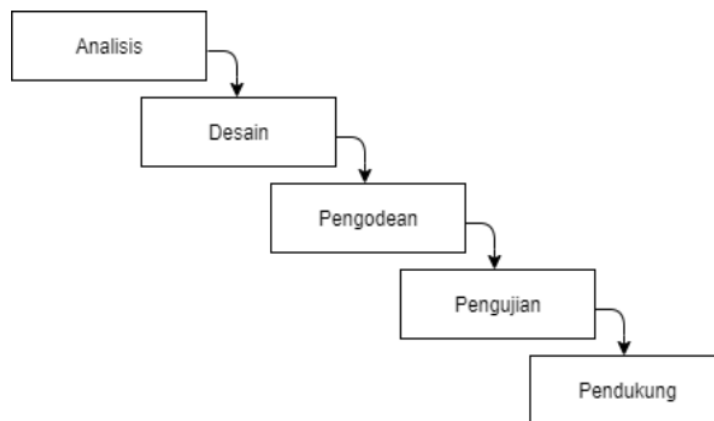 Analisis
Desain
Pengodean
Pengujian
Pendukung